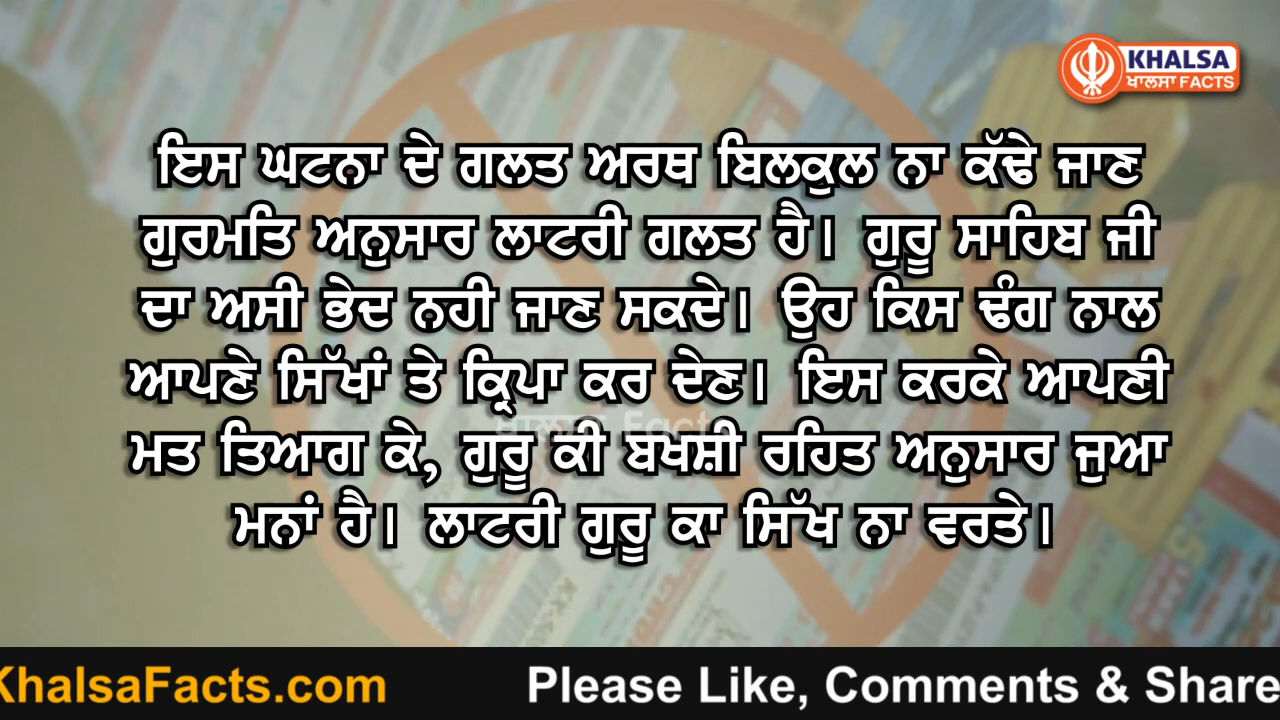 KHALSA
ਖਾਲਸਾ FACTS
ਇਸ ਘਟਨਾ ਦੇ ਗਲਤ ਅਰਥ ਬਿਲਕੁਲ ਨਾ ਕੱਢੇ ਜਾਣ
ਗੁਰਮਤਿ ਅਨੁਸਾਰ ਲਾਟਰੀ ਗਲਤ ਹੈ। ਗੁਰੂ ਸਾਹਿਬ ਜੀ
ਦਾ ਅਸੀ ਭੇਦ ਨਹੀ ਜਾਣ ਸਕਦੇ। ਉਹ ਕਿਸ ਢੰਗ ਨਾਲ
ਆਪਣੇ ਸਿੱਖਾਂ ਤੇ ਕ੍ਰਿਪਾ ਕਰ ਦੇਣ। ਇਸ ਕਰਕੇ ਆਪਣੀ
ਮਤ ਤਿਆਗ ਕੇ, ਗੁਰੂ ਕੀ ਬਖਸ਼ੀ ਰਹਿਤ ਅਨੁਸਾਰ ਜੁਆ
ਮਨਾਂ ਹੈ। ਲਾਟਰੀ ਗੁਰੂ ਕਾ ਸਿੱਖ ਨਾ ਵਰਤੇ।
KhalsaFacts.com Please Like, Comments & Share